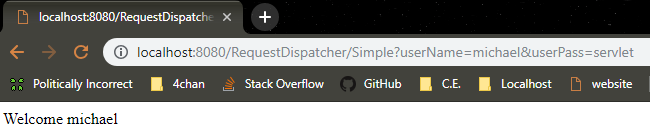 localhost:8080/RequestDispatche
localhost:8080/RequestDispatcher/Simple?userName=michael&userPass=servlet
Politically Incorrect 4chan Stack Overflow GitHub C.E. Localhost website
Welcome michael